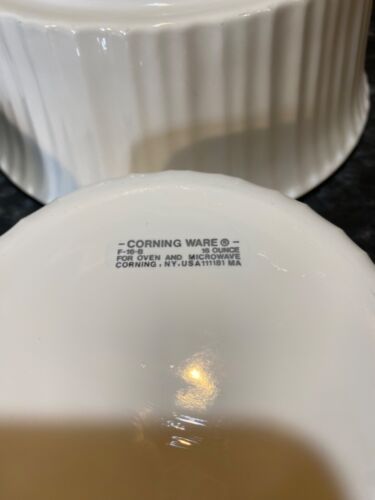 - CORNING WARE ® -
F-16-B 16 OUNCE
FOR OVEN AND MICROWAVE
CORNING, NY. USA 111181 MA